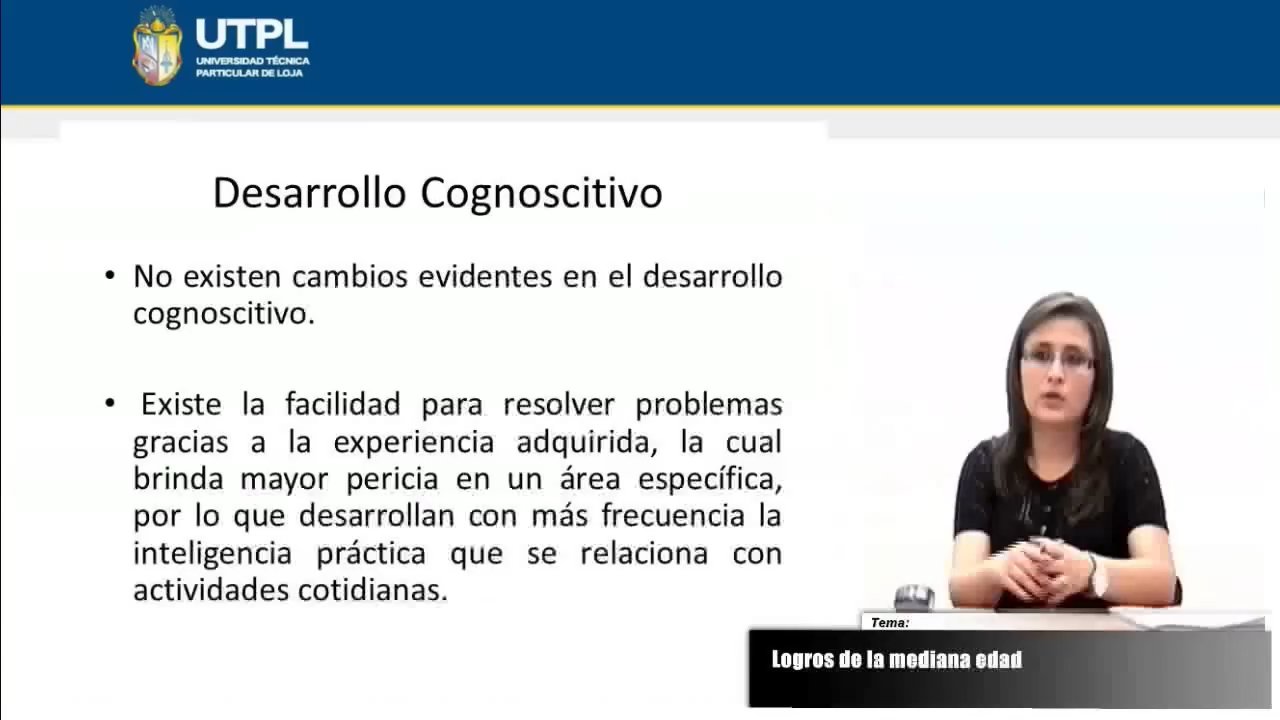 UTPL
UNIVERSIDAD TÉCNICA
PARTICULAR DE LOJA
Desarrollo Cognoscitivo
• No existen cambios evidentes en el desarrollo
cognoscitivo.
• Existe la facilidad para resolver problemas
gracias a la experiencia adquirida, la cual
brinda mayor pericia en un área específica,
por lo que desarrollan con más frecuencia la
inteligencia práctica que se relaciona con
actividades cotidianas.
Tema:
Logros de la mediana edad